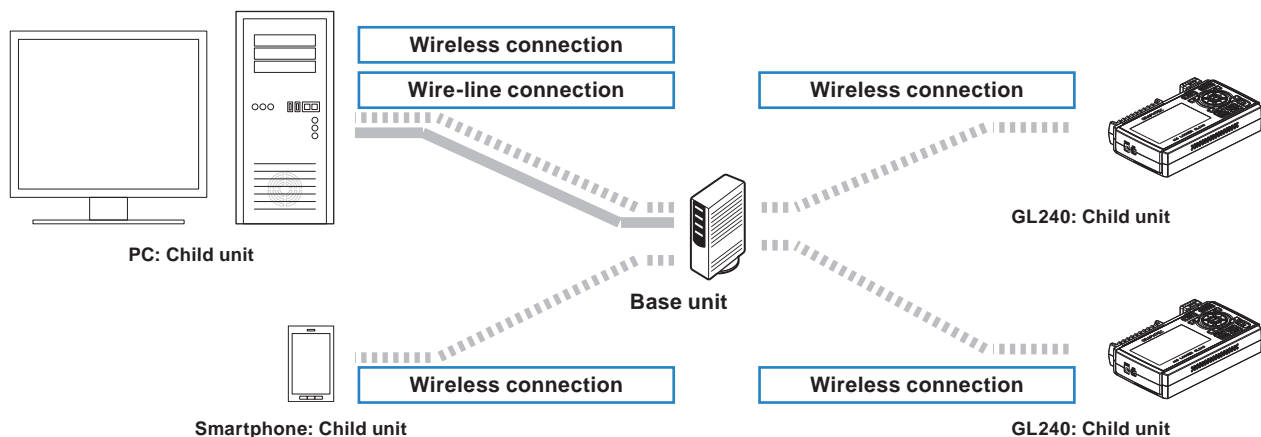 Wireless connection
Wire-line connection
Wireless connection
GL240: Child unit
PC: Child unit
Base unit
Wireless connection
Wireless connection
Smartphone: Child unit
GL240: Child unit